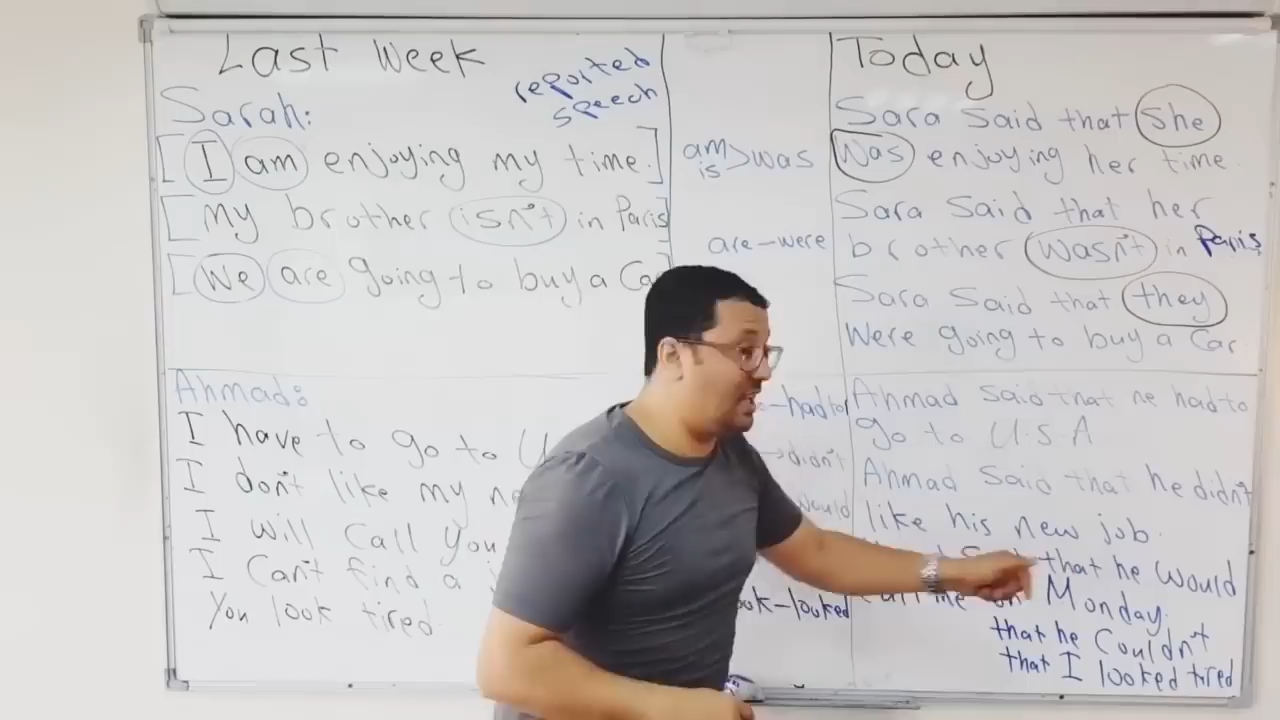 Last Week
reported
speech
Sarah:
[I am enjoying my time.]
[My brother isn't in Paris]
[We are going to buy a Ca
Ahmad:
I have to go to U
I don't like my ne
I will Call you
I Can't find a
You look tired
am
is >was
are-were
-had to
→didn't
would
ook-looked
Today
Sara Said that she
was enjoying her time.
Sara Said that her
brother wasn't in Paris
Sara Said that they
Were going to buy a Car.
Ahmad Said that he had to
go to U.S.A
Ahmad Said that he didn't
like his new job.
that he Would
me on Monday.
that he Couldn't
that I looked tired